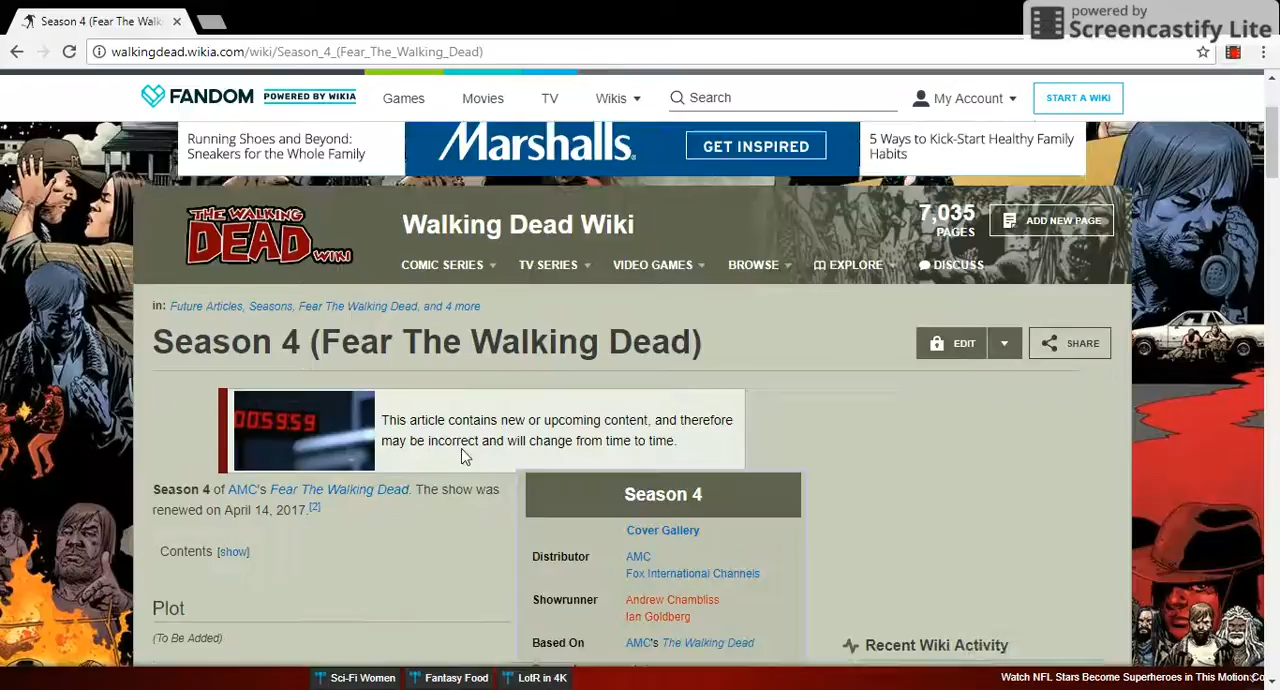 Season 4 (Fear The Walk
powered by
Screencastify Lite
walkingdead.wikia.com/wiki/Season_4_(Fear_The_Walking_Dead)
FANDOM POWERED BY WIKIA
Games Movies TV Wikis Search My Account START A WIKI
Running Shoes and Beyond:
Sneakers for the Whole Family
Marshalls. GET INSPIRED
5 Ways to Kick-Start Healthy Family
Habits
THE WALKING
DEAD WIKI
Walking Dead Wiki
7,035
PAGES
ADD NEW PAGE
COMIC SERIES TV SERIES VIDEO GAMES BROWSE EXPLORE DISCUSS
in: Future Articles, Seasons, Fear The Walking Dead, and 4 more
Season 4 (Fear The Walking Dead)
EDIT SHARE
005959
This article contains new or upcoming content, and therefore
may be incorrect and will change from time to time.
Season 4 of AMC's Fear The Walking Dead. The show was
renewed on April 14, 2017.[2]
Contents [show]
Plot
(To Be Added)
Season 4
Cover Gallery
Distributor AMC
Fox International Channels
Showrunner Andrew Chambliss
Ian Goldberg
Based On AMC's The Walking Dead
Recent Wiki Activity
Sci-Fi Women Fantasy Food LotR in 4K
Watch NFL Stars Become Superheroes in This Motion